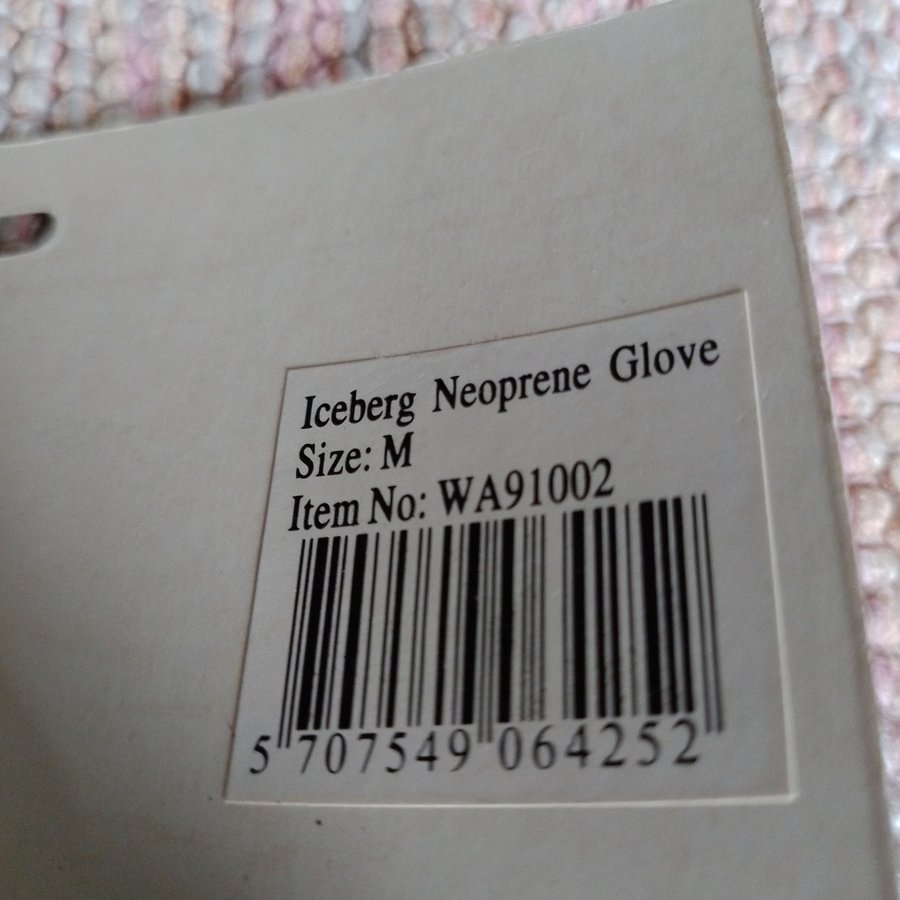 Iceberg Neoprene Glove
Size: M
Item No: WA91002
5 707549 064252